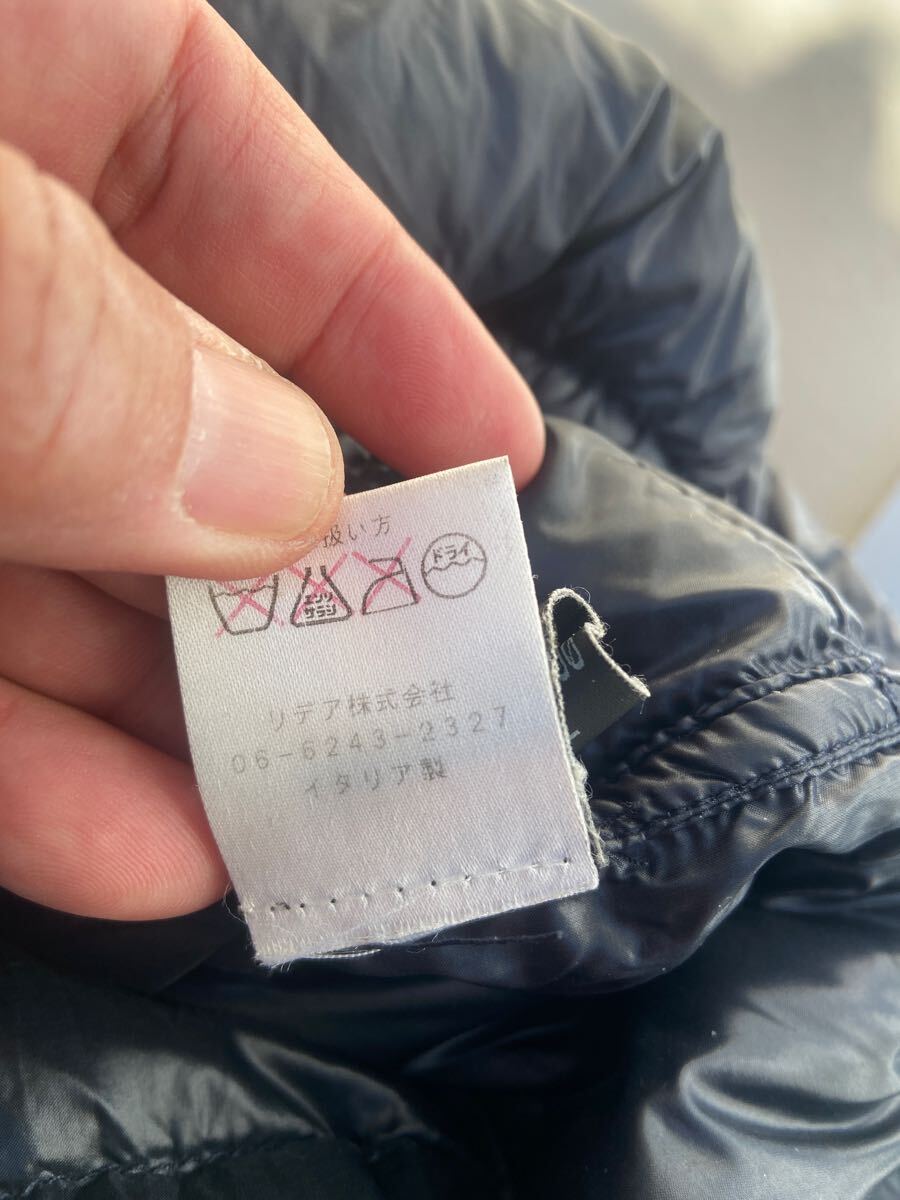 扱い方
エンソ
サラシ
ドライ
リデア株式会社
06-6243-2327
イタリア製
00